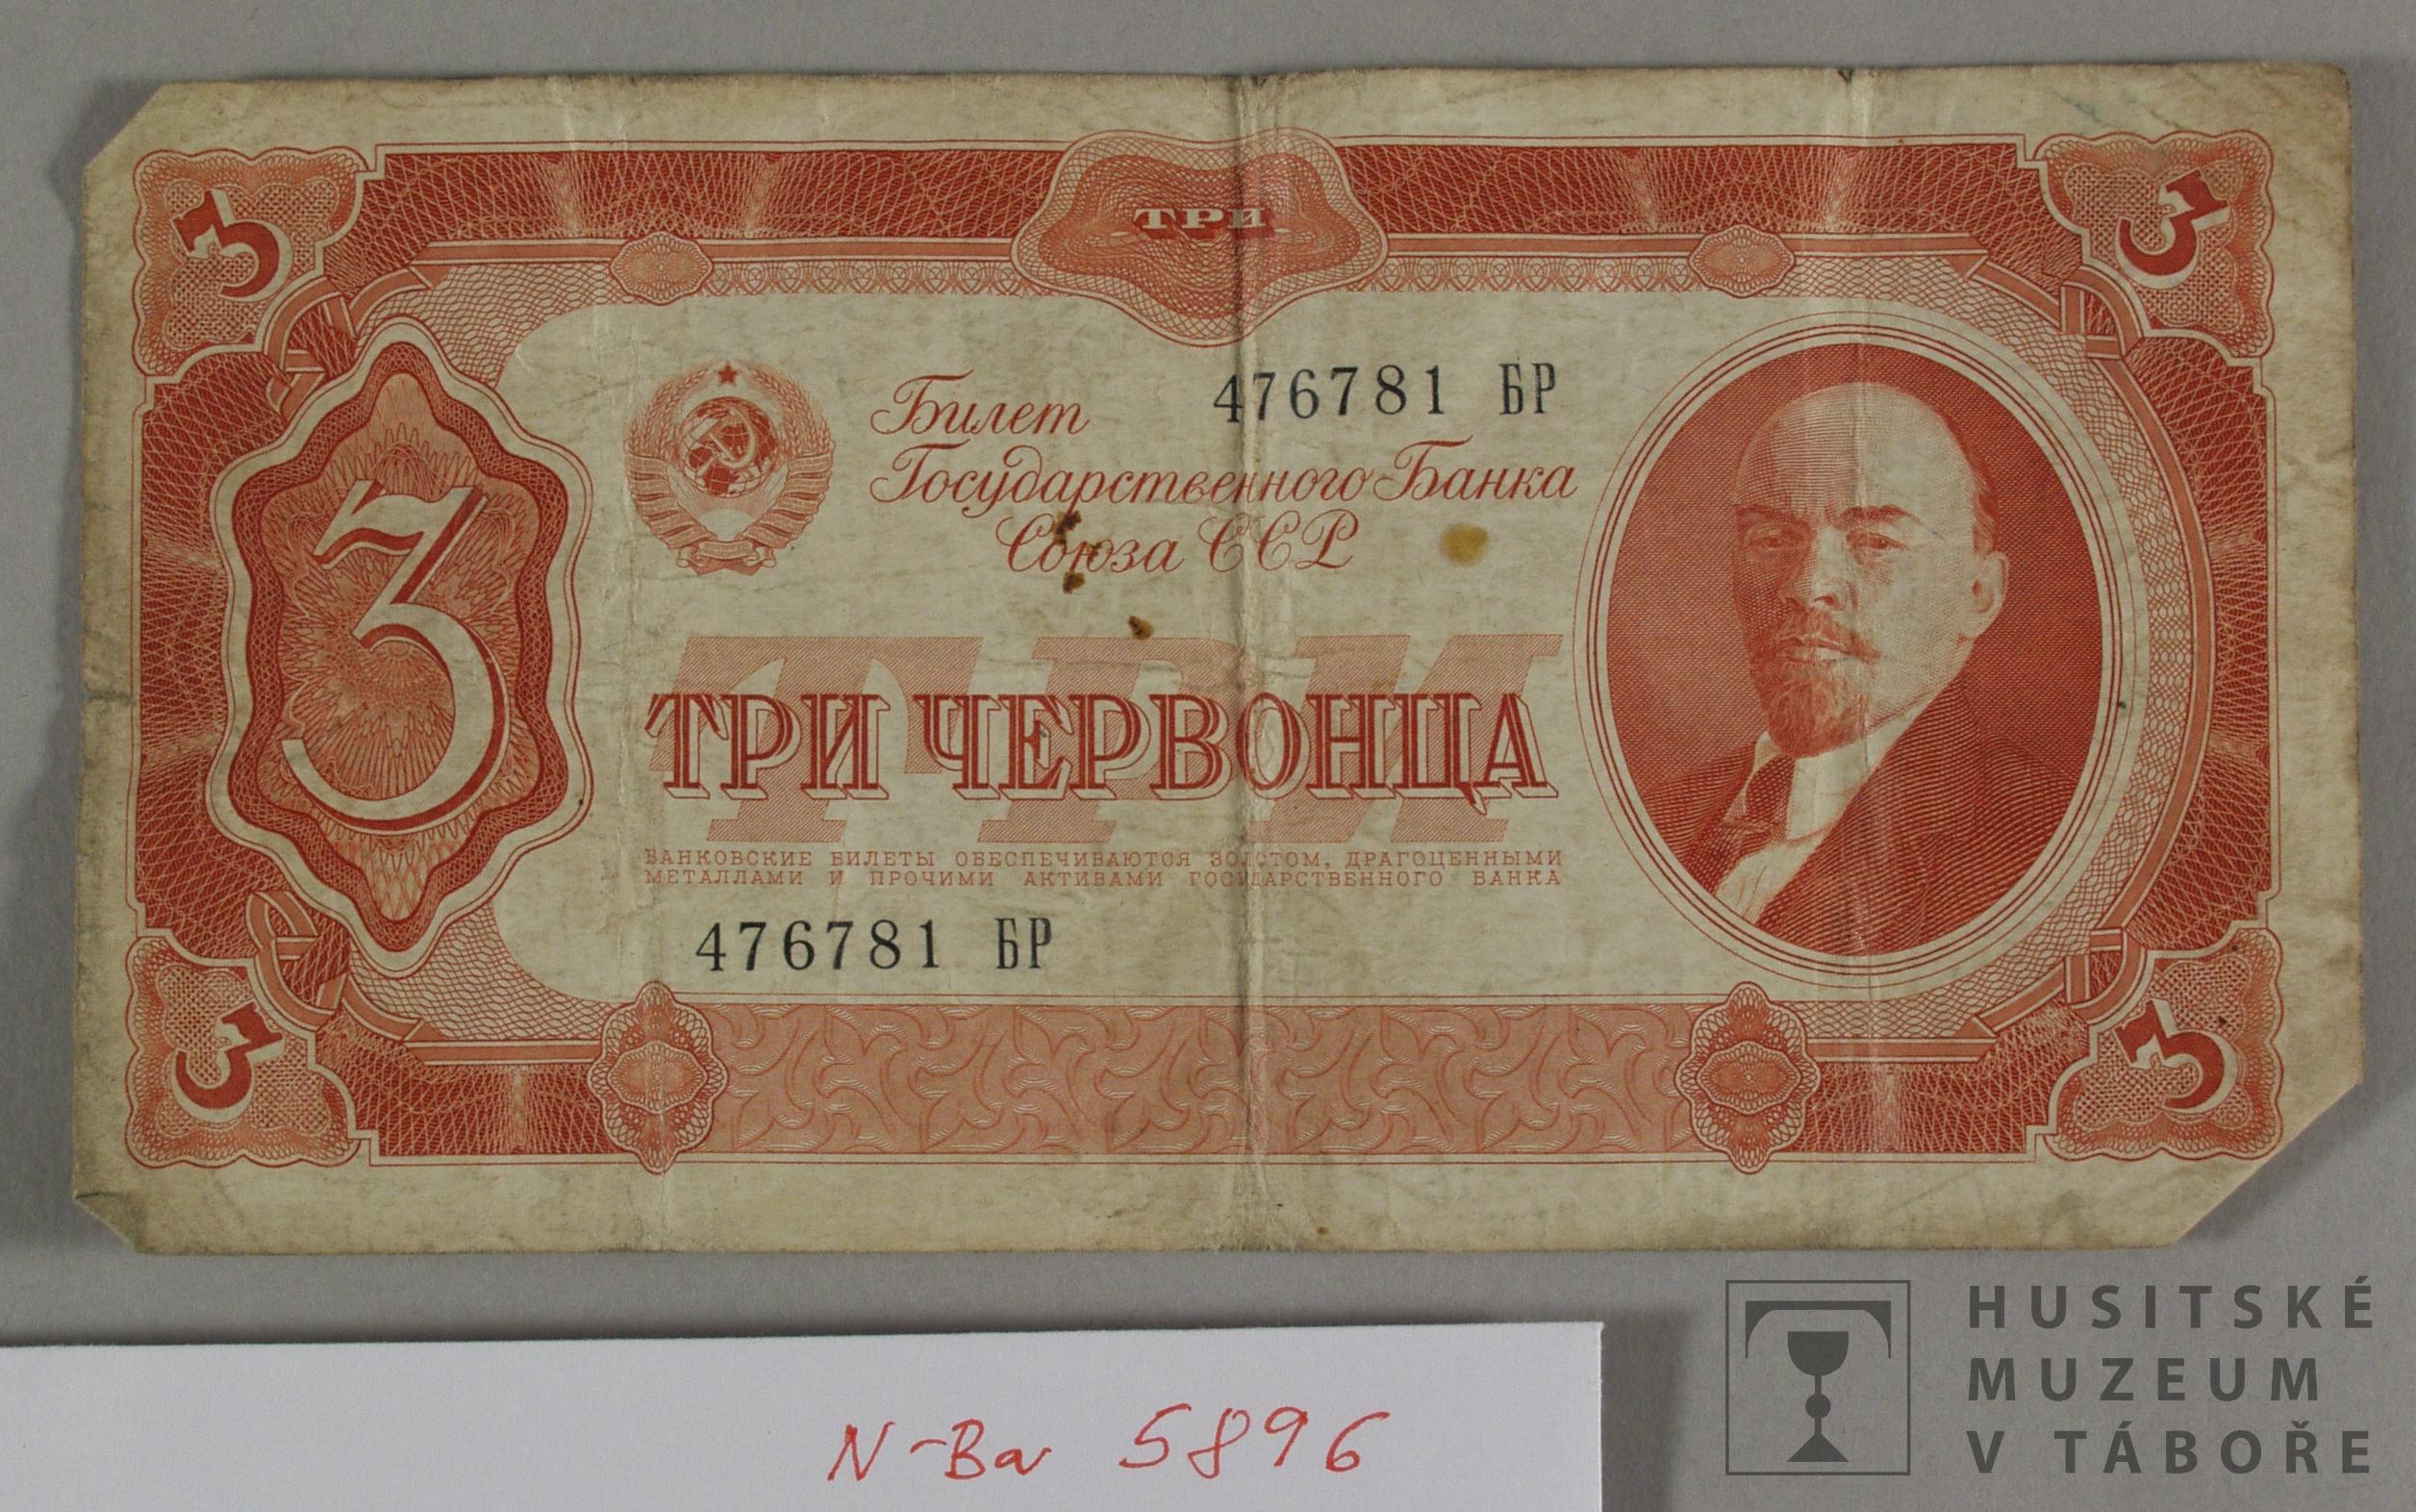 3
3
ТРИ
Билет
476781 БР
Государственного Банка
Союза ССР
3
ТРИ
ТРИ ЧЕРВОНЦА
БАНКОВСКИЕ БИЛЕТЫ ОБЕСПЕЧИВАЮТСЯ ЗОЛОТОМ, ДРАГОЦЕННЫМИ
МЕТАЛЛАМИ И ПРОЧИМИ АКТИВАМИ ГОСУДАРСТВЕННОГО БАНКА
476781 БР
3
3
N-Ba 5896
HUSITSKÉ
MUZEUM
V TÁBOŘE